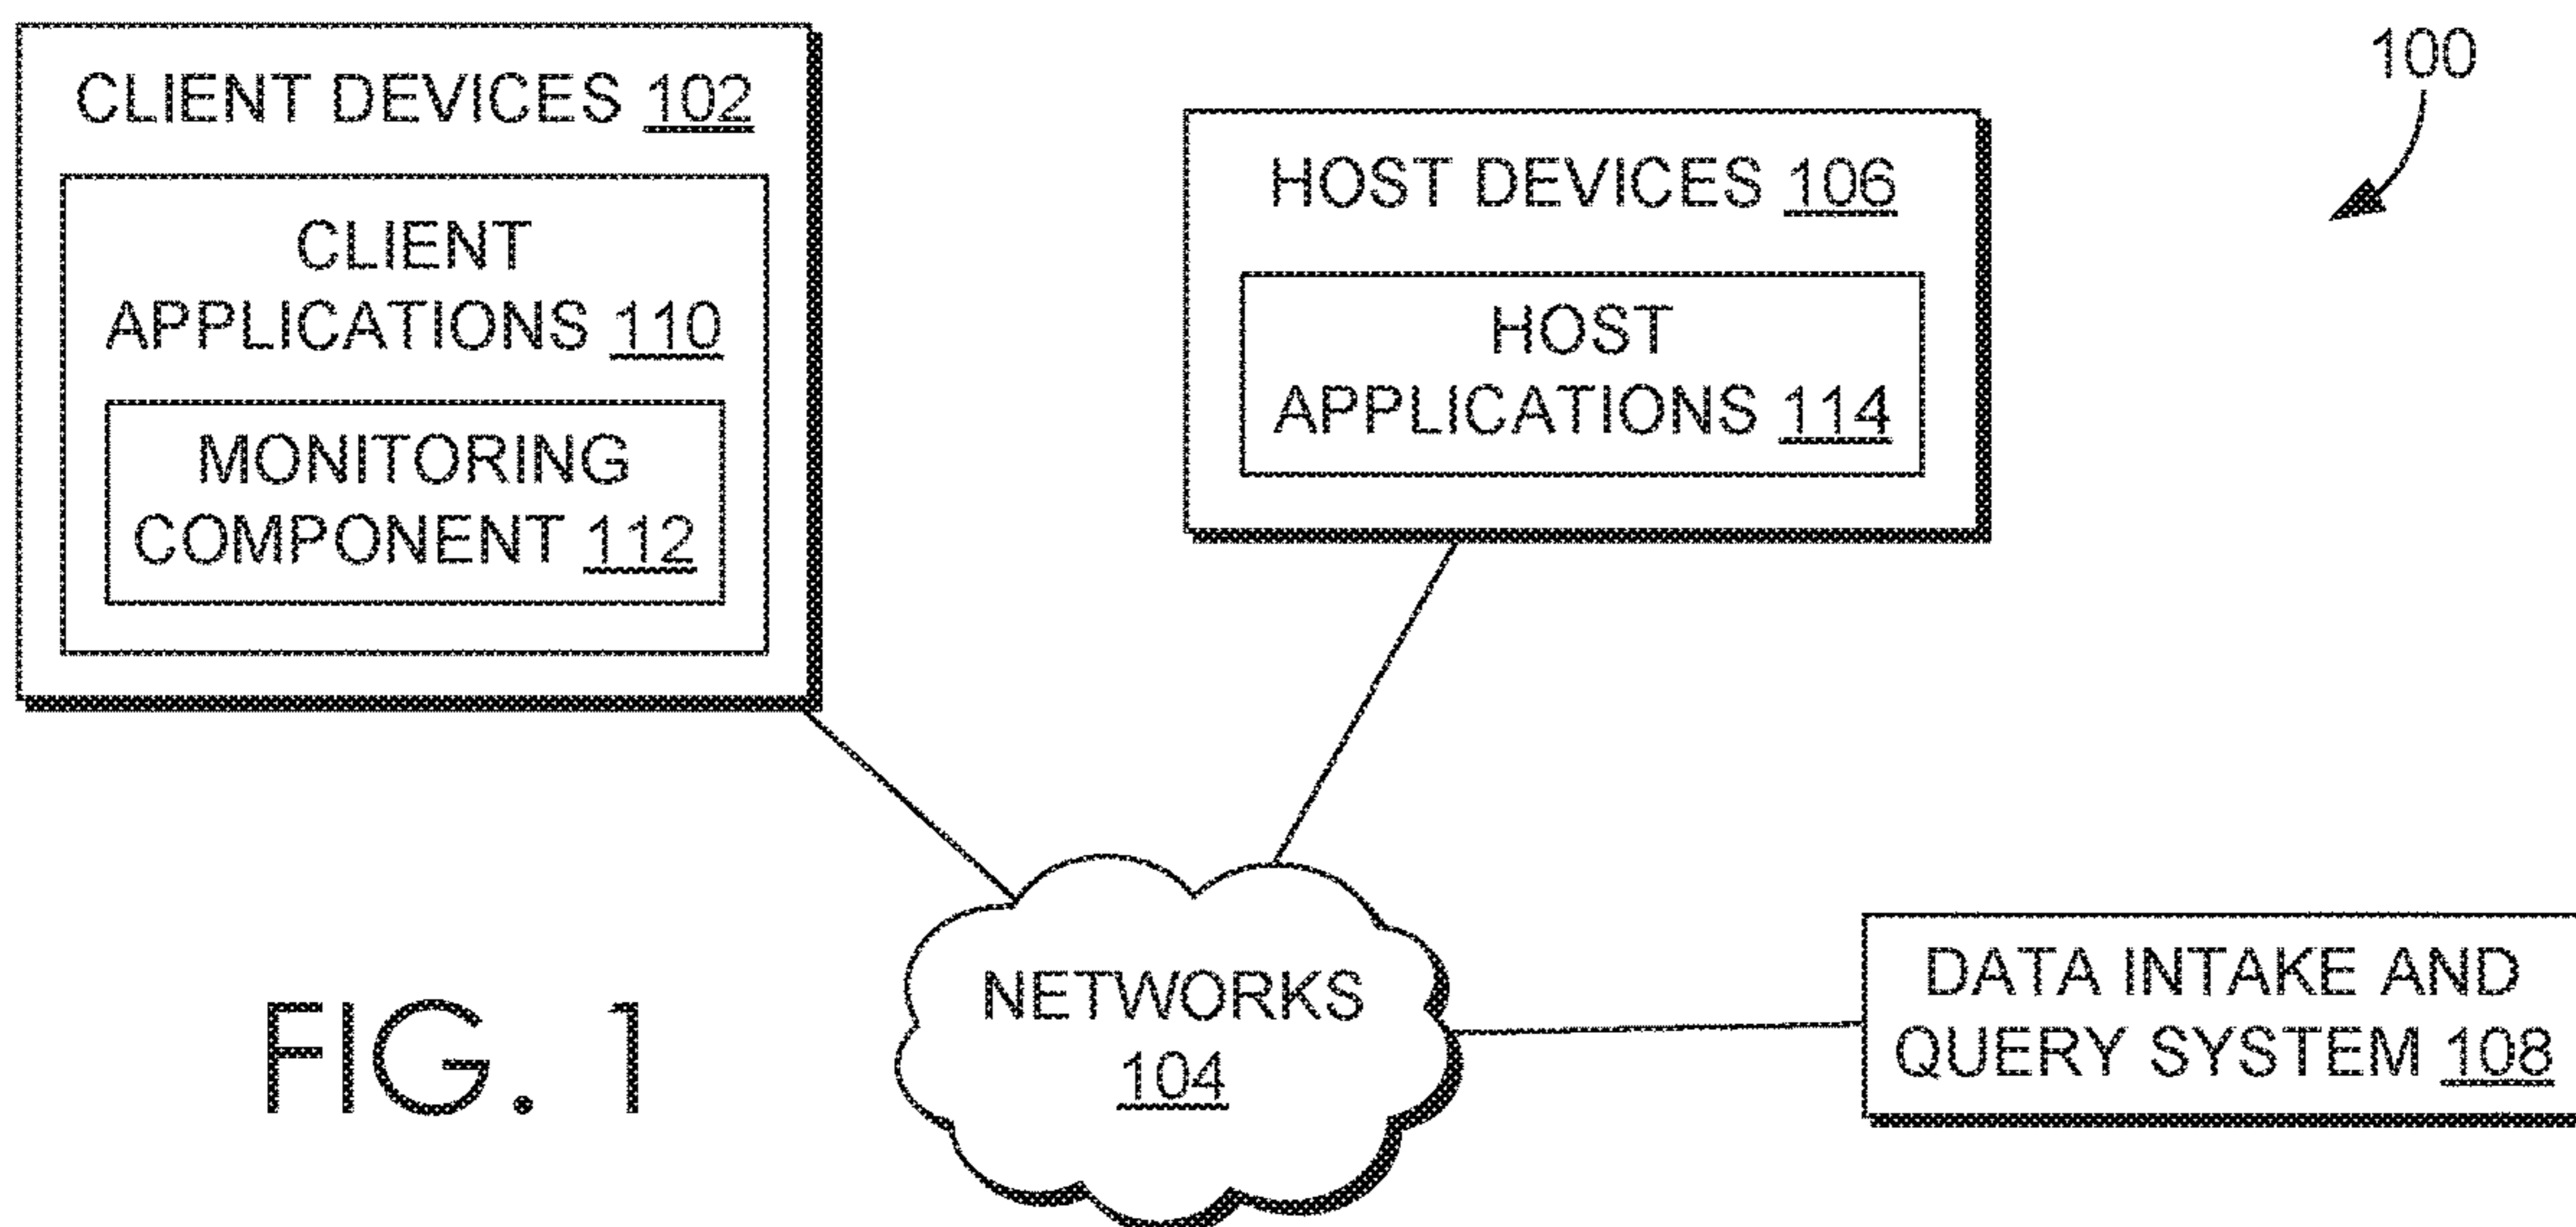 100
CLIENT DEVICES 102
CLIENT
APPLICATIONS 110
MONITORING
COMPONENT 112
HOST DEVICES 106
HOST
APPLICATIONS 114
NETWORKS
104
DATA INTAKE AND
QUERY SYSTEM 108
FIG. 1